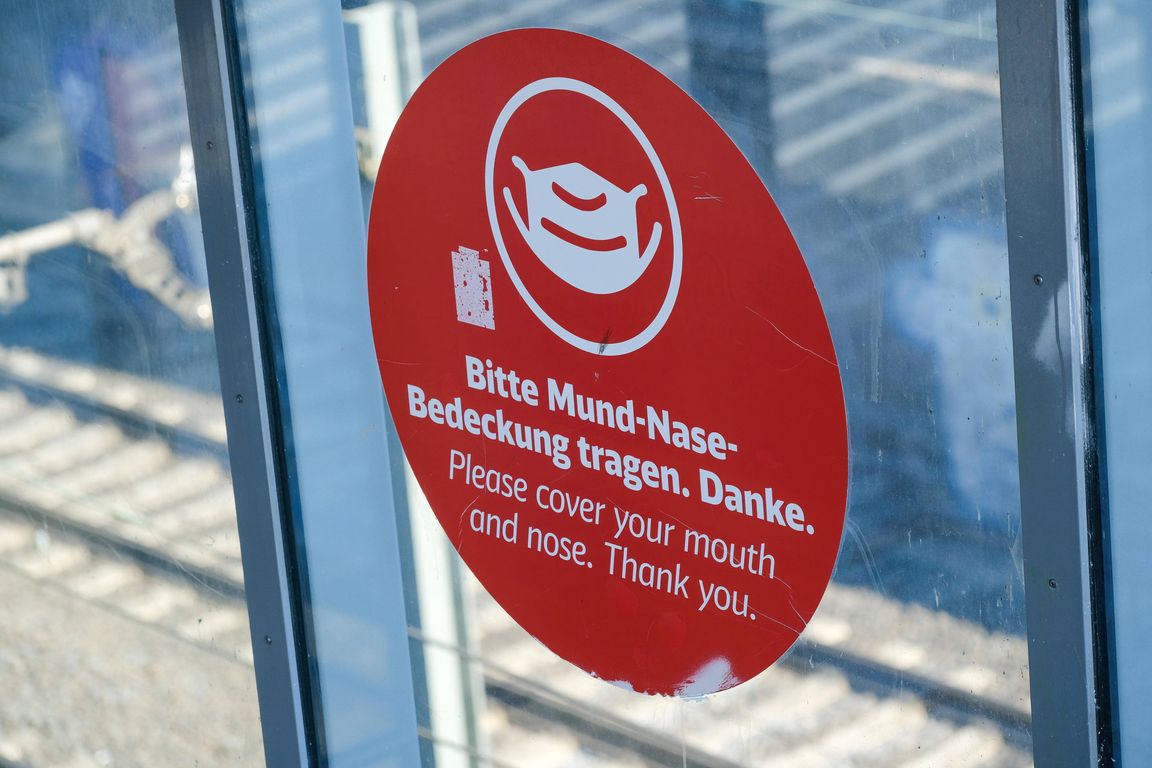 Bitte Mund-Nase-
Bedeckung tragen. Danke.
Please cover your mouth
and nose. Thank you.